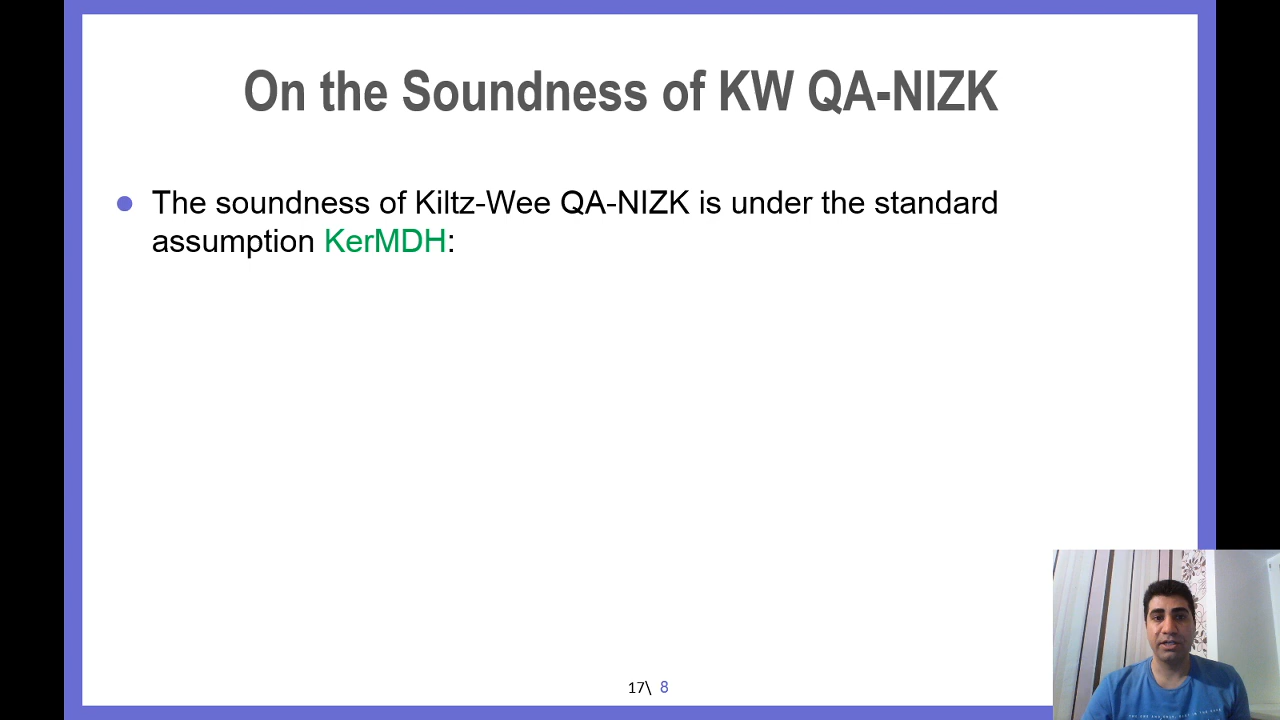 On the Soundness of KW QA-NIZK
● The soundness of Kiltz-Wee QA-NIZK is under the standard
assumption KerMDH:
17\ 8